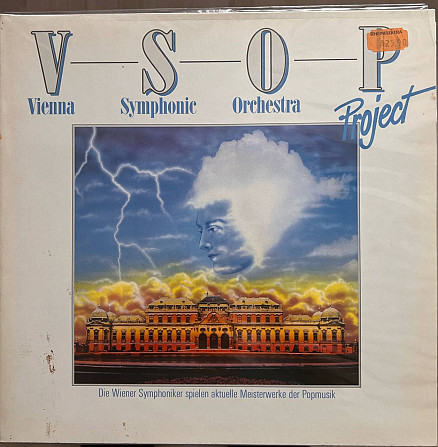 V—S—O—P
Vienna Symphonic Orchestra
Project
Die Wiener Symphoniker spielen aktuelle Meisterwerke der Popmusik